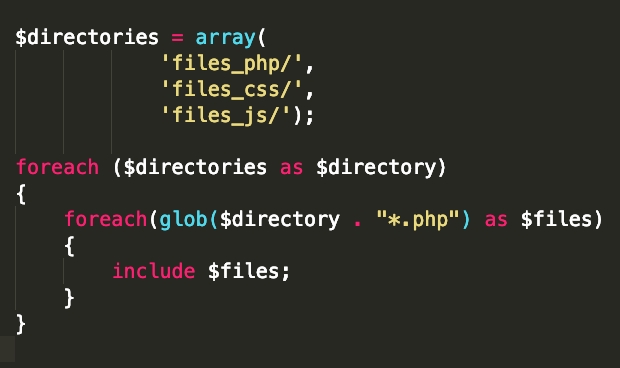 $directories = array(
            'files_php/',
            'files_css/',
            'files_js/');

foreach ($directories as $directory)
{
    foreach(glob($directory . "*.php") as $files)
    {
        include $files;
    }
}